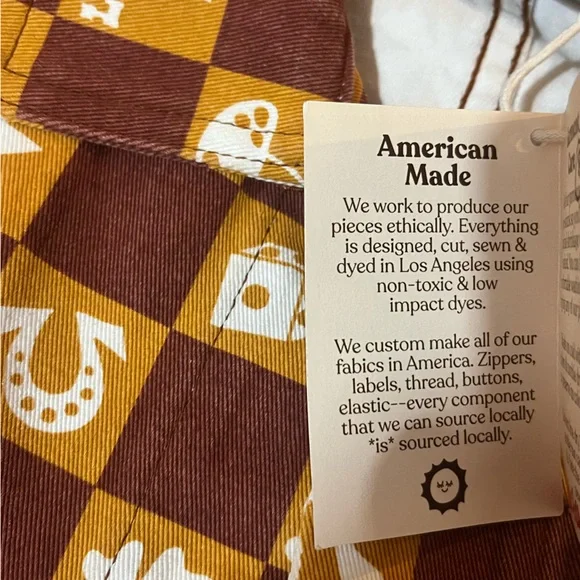 American
Made
We work to produce our
pieces ethically. Everything
is designed, cut, sewn &
dyed in Los Angeles using
non-toxic & low
impact dyes.
We custom make all of our
fabics in America. Zippers,
labels, thread, buttons,
elastic--every component
that we can source locally
*is* sourced locally.